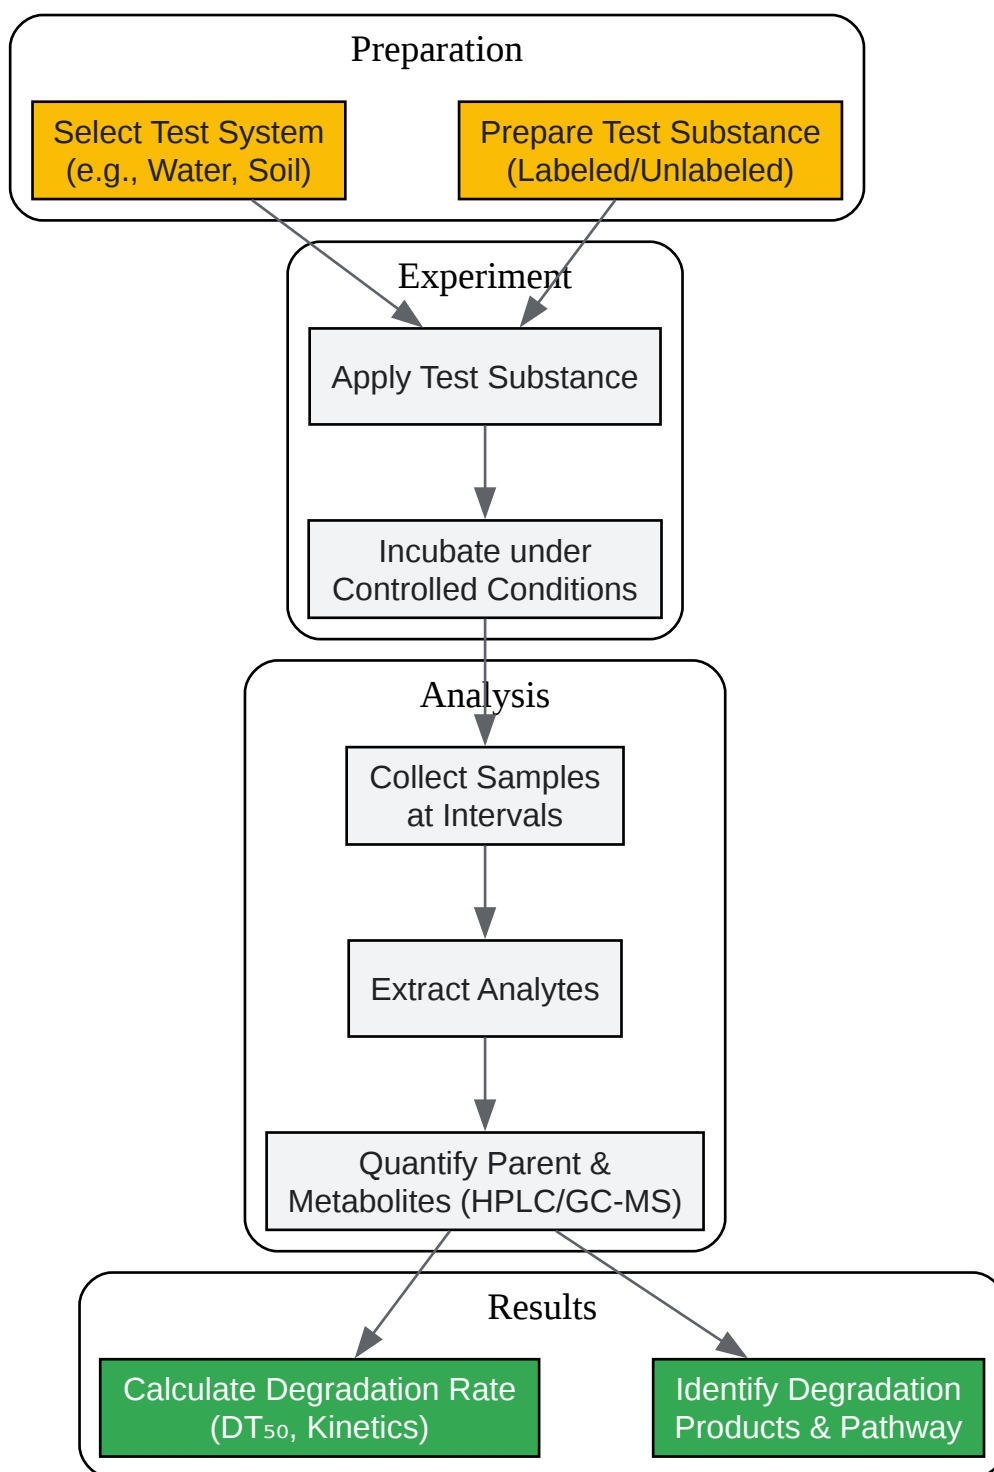 Preparation
Select Test System
(e.g., Water, Soil)
Prepare Test Substance
(Labeled/Unlabeled)
Experiment
Apply Test Substance
Incubate under
Controlled Conditions
Analysis
Collect Samples
at Intervals
Extract Analytes
Quantify Parent &
Metabolites (HPLC/GC-MS)
Results
Calculate Degradation Rate
(DT₅₀, Kinetics)
Identify Degradation
Products & Pathway